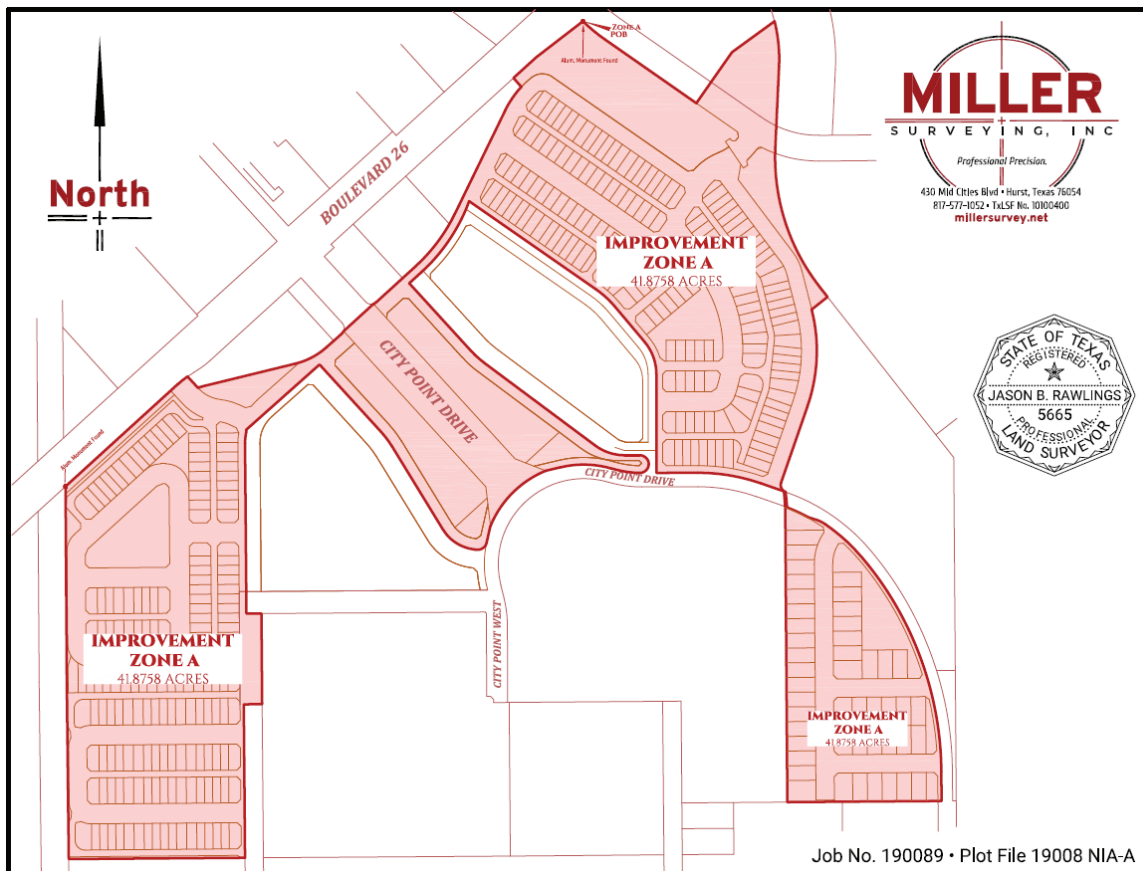 ZONE A
POB
Alum. Monument Found
MILLER
SURVEYING, INC
Professional Precision.
430 Mid Cities Blvd • Hurst, Texas 76054
817-577-1052 • TxLSF No. 10100400
millersurvey.net
North
BOULEVARD 26
IMPROVEMENT
ZONE A
41.8758 ACRES
CITY POINT DRIVE
STATE OF TEXAS
REGISTERED
JASON B. RAWLINGS
5665
PROFESSIONAL
LAND SURVEYOR
Alum. Monument Found
CITY POINT DRIVE
CITY POINT WEST
IMPROVEMENT
ZONE A
41.8758 ACRES
IMPROVEMENT
ZONE A
41.8758 ACRES
Job No. 190089 • Plot File 19008 NIA-A